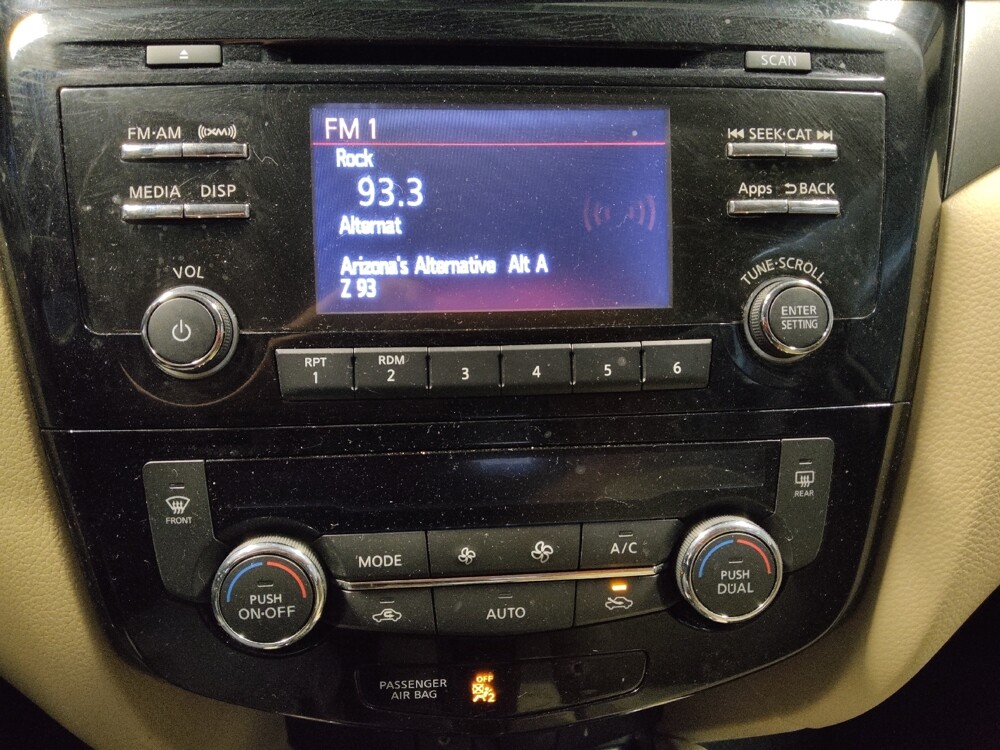 SCAN
FM·AM ((XM))
MEDIA DISP
VOL
FM 1
Rock
93.3
Alternat
Arizona's Alternative Alt A
Z 93
SEEK·CAT
Apps BACK
TUNE·SCROLL
ENTER
SETTING
RPT
1
RDM
2
3
4
5
6
FRONT
REAR
MODE
A/C
PUSH
ON·OFF
AUTO
PUSH
DUAL
PASSENGER
AIR BAG
OFF
2